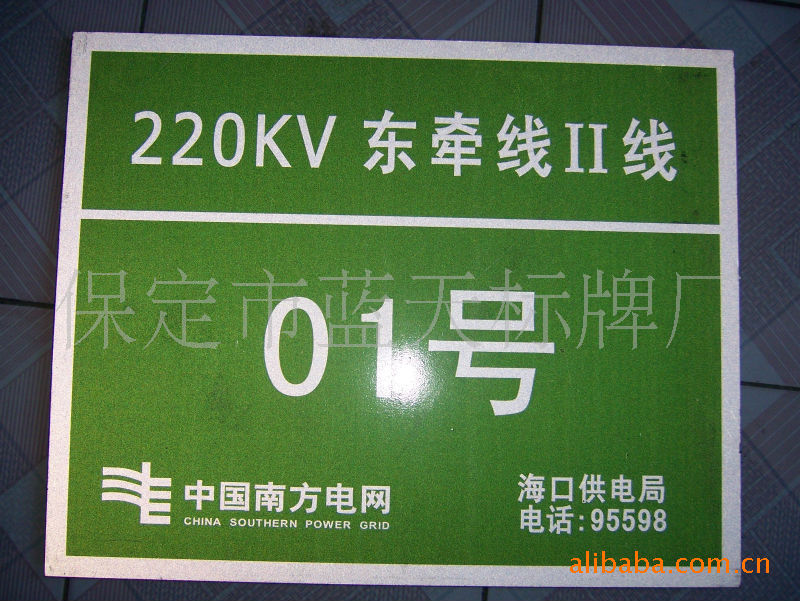 220KV 东牵线II线
保定市蓝天标牌厂
01号
中国南方电网
CHINA SOUTHERN POWER GRID
海口供电局
电话:95598
alibaba.com.cn